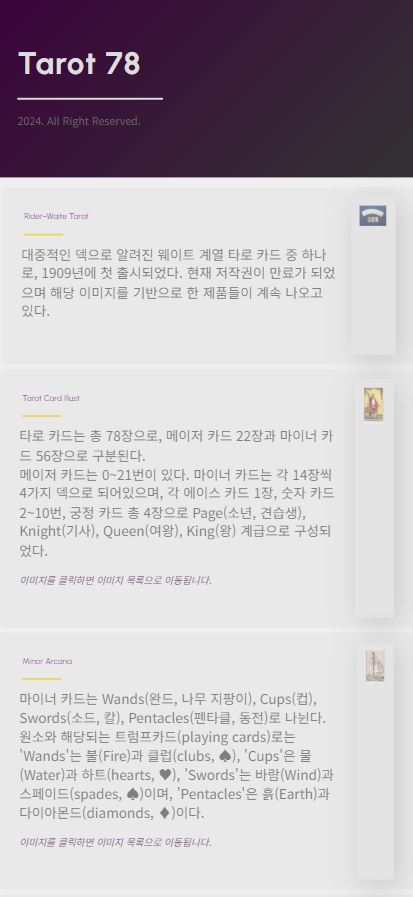 Tarot 78
2024. All Right Reserved.
Rider-Waite Tarot
대중적인 덱으로 알려진 웨이트 계열 타로 카드 중 하나
로, 1909년에 첫 출시되었다. 현재 저작권이 만료가 되었
으며 해당 이미지를 기반으로 한 제품들이 계속 나오고
있다.
Tarot Card Illust
타로 카드는 총 78장으로, 메이저 카드 22장과 마이너 카
드 56장으로 구분된다.
메이저 카드는 0~21번이 있다. 마이너 카드는 각 14장씩
4가지 덱으로 되어있으며, 각 에이스 카드 1장, 숫자 카드
2~10번, 궁정 카드 총 4장으로 Page(소년, 견습생),
Knight(기사), Queen(여왕), King(왕) 계급으로 구성되
었다.
이미지를 클릭하면 이미지 목록으로 이동됩니다.
Minor Arcana
마이너 카드는 Wands(완드, 나무 지팡이), Cups(컵),
Swords(소드, 칼), Pentacles(펜타클, 동전)로 나뉜다.
원소와 해당되는 트럼프카드(playing cards)로는
'Wands'는 불(Fire)과 클럽(clubs, ♠), 'Cups'은 물
(Water)과 하트(hearts, ♥), 'Swords'는 바람(Wind)과
스페이드(spades, ♠)이며, 'Pentacles'은 흙(Earth)과
다이아몬드(diamonds, ♦)이다.
이미지를 클릭하면 이미지 목록으로 이동됩니다.